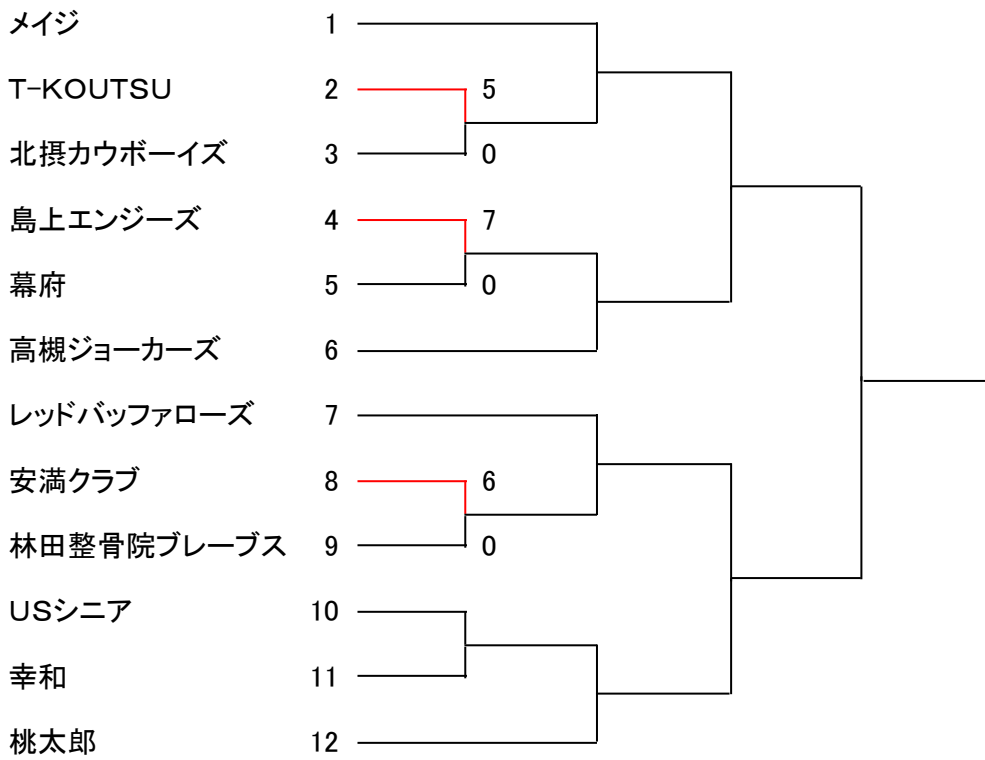 メイジ 1
T-KOUTSU 2 5
北摂カウボーイズ 3 0
島上エンジーズ 4 7
幕府 5 0
高槻ジョーカーズ 6
レッドバッファローズ 7
安満クラブ 8 6
林田整骨院ブレーブス 9 0
USシニア 10
幸和 11
桃太郎 12